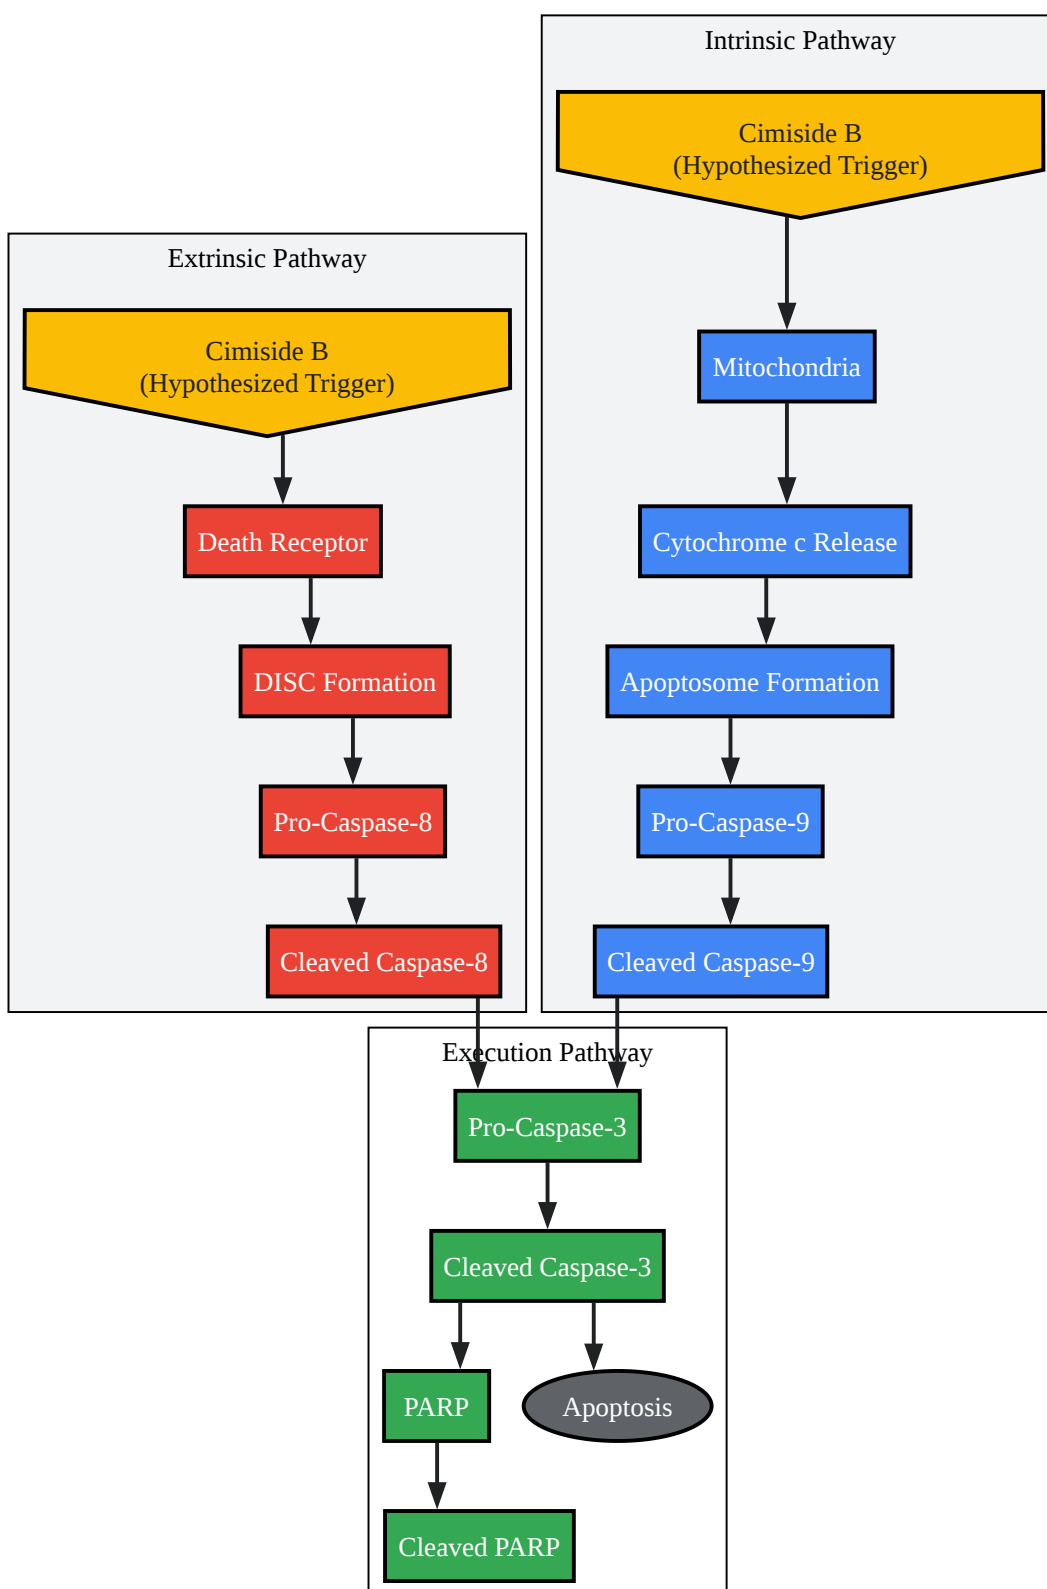 Intrinsic Pathway
Cimiside B
(Hypothesized Trigger)
Extrinsic Pathway
Cimiside B
(Hypothesized Trigger)
Mitochondria
Death Receptor
Cytochrome c Release
DISC Formation
Apoptosome Formation
Pro-Caspase-8
Pro-Caspase-9
Cleaved Caspase-8
Cleaved Caspase-9
Execution Pathway
Pro-Caspase-3
Cleaved Caspase-3
PARP
Apoptosis
Cleaved PARP